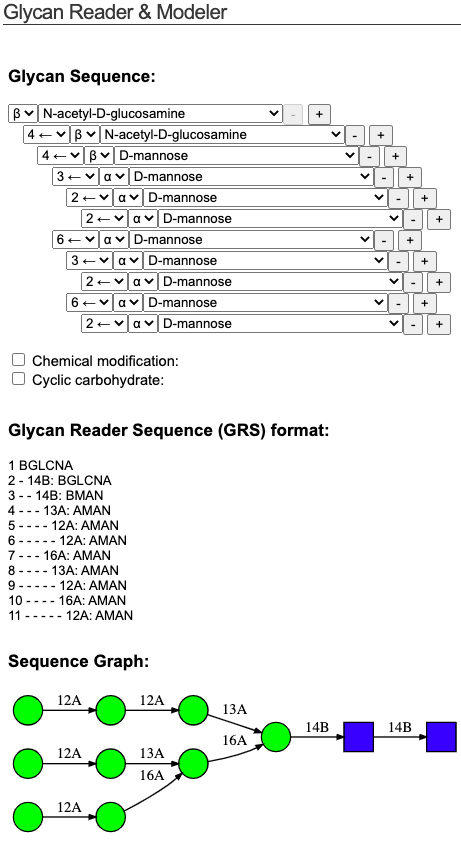 Glycan Reader & Modeler
Glycan Sequence:
β N-acetyl-D-glucosamine - +
4 ← β N-acetyl-D-glucosamine - +
4 ← β D-mannose - +
3 ← α D-mannose - +
2 ← α D-mannose - +
2 ← α D-mannose - +
6 ← α D-mannose - +
3 ← α D-mannose - +
2 ← α D-mannose - +
6 ← α D-mannose - +
2 ← α D-mannose - +
Chemical modification:
Cyclic carbohydrate:
Glycan Reader Sequence (GRS) format:
1 BGLCNA
2 - 14B: BGLCNA
3 - - 14B: BMAN
4 - - - 13A: AMAN
5 - - - - 12A: AMAN
6 - - - - - 12A: AMAN
7 - - - 16A: AMAN
8 - - - - 13A: AMAN
9 - - - - - 12A: AMAN
10 - - - - 16A: AMAN
11 - - - - - 12A: AMAN
Sequence Graph:
12A 12A 13A
16A 14B 14B
12A 13A
16A
12A